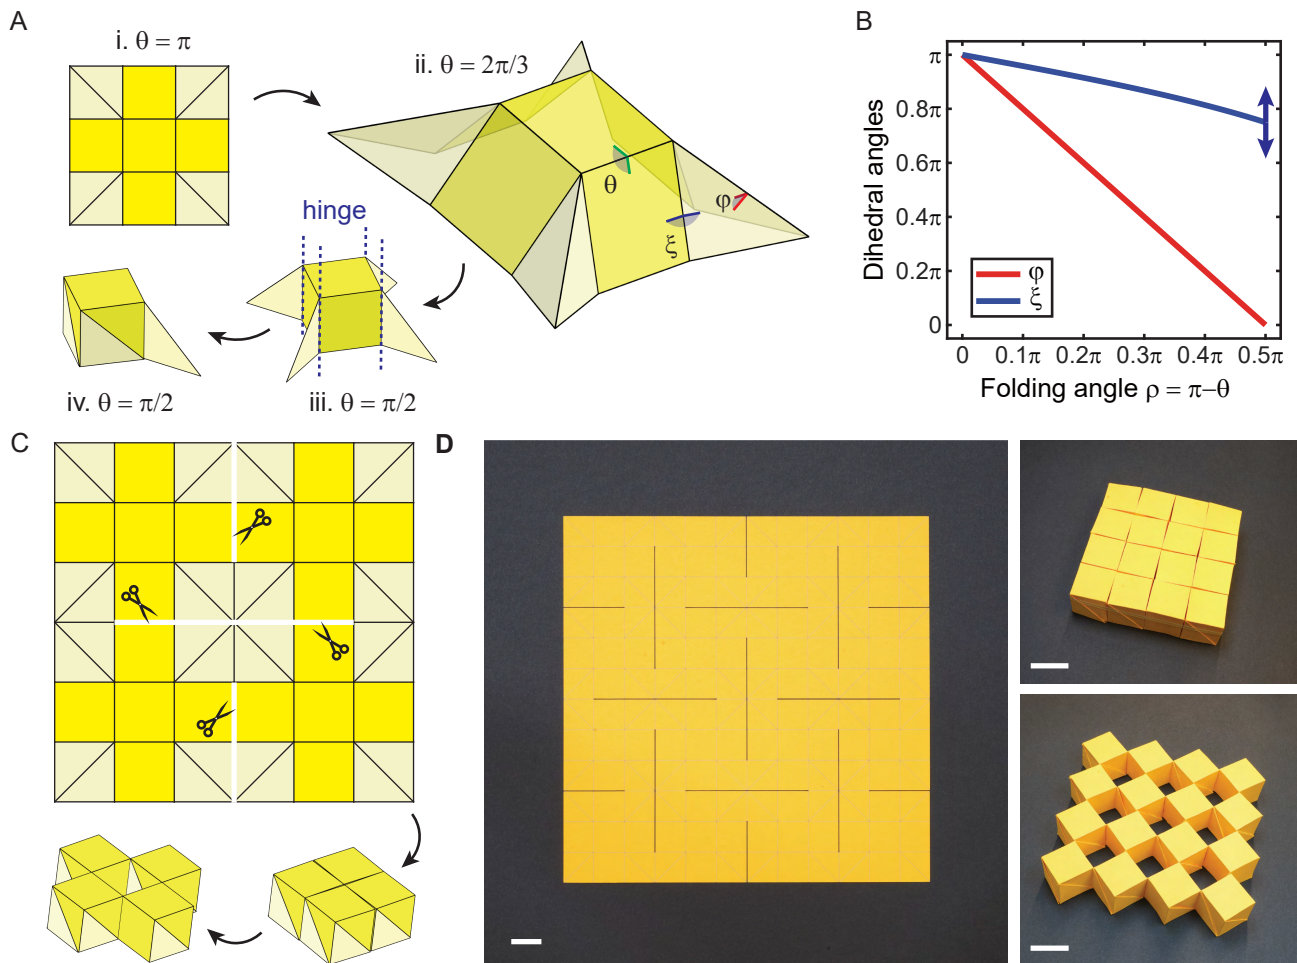 A
i. θ = π
ii. θ = 2π/3
θ
φ
ξ
hinge
iv. θ = π/2
iii. θ = π/2
B
Dihedral angles
π
0.8π
0.6π
0.4π
0.2π
0
φ
ξ
0
0.1π
0.2π
0.3π
0.4π
0.5π
Folding angle ρ = π−θ
C
D